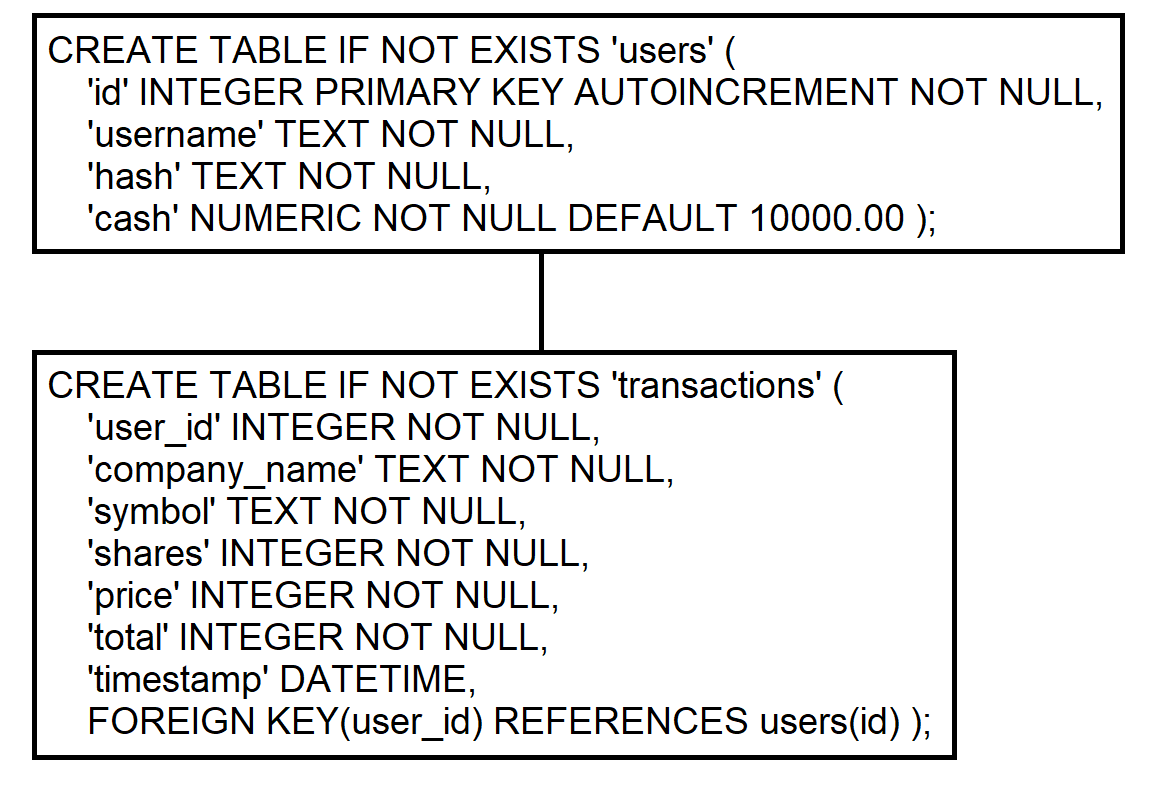 CREATE TABLE IF NOT EXISTS 'users' (
'id' INTEGER PRIMARY KEY AUTOINCREMENT NOT NULL,
'username' TEXT NOT NULL,
'hash' TEXT NOT NULL,
'cash' NUMERIC NOT NULL DEFAULT 10000.00 );
CREATE TABLE IF NOT EXISTS 'transactions' (
'user_id' INTEGER NOT NULL,
'company_name' TEXT NOT NULL,
'symbol' TEXT NOT NULL,
'shares' INTEGER NOT NULL,
'price' INTEGER NOT NULL,
'total' INTEGER NOT NULL,
'timestamp' DATETIME,
FOREIGN KEY(user_id) REFERENCES users(id) );